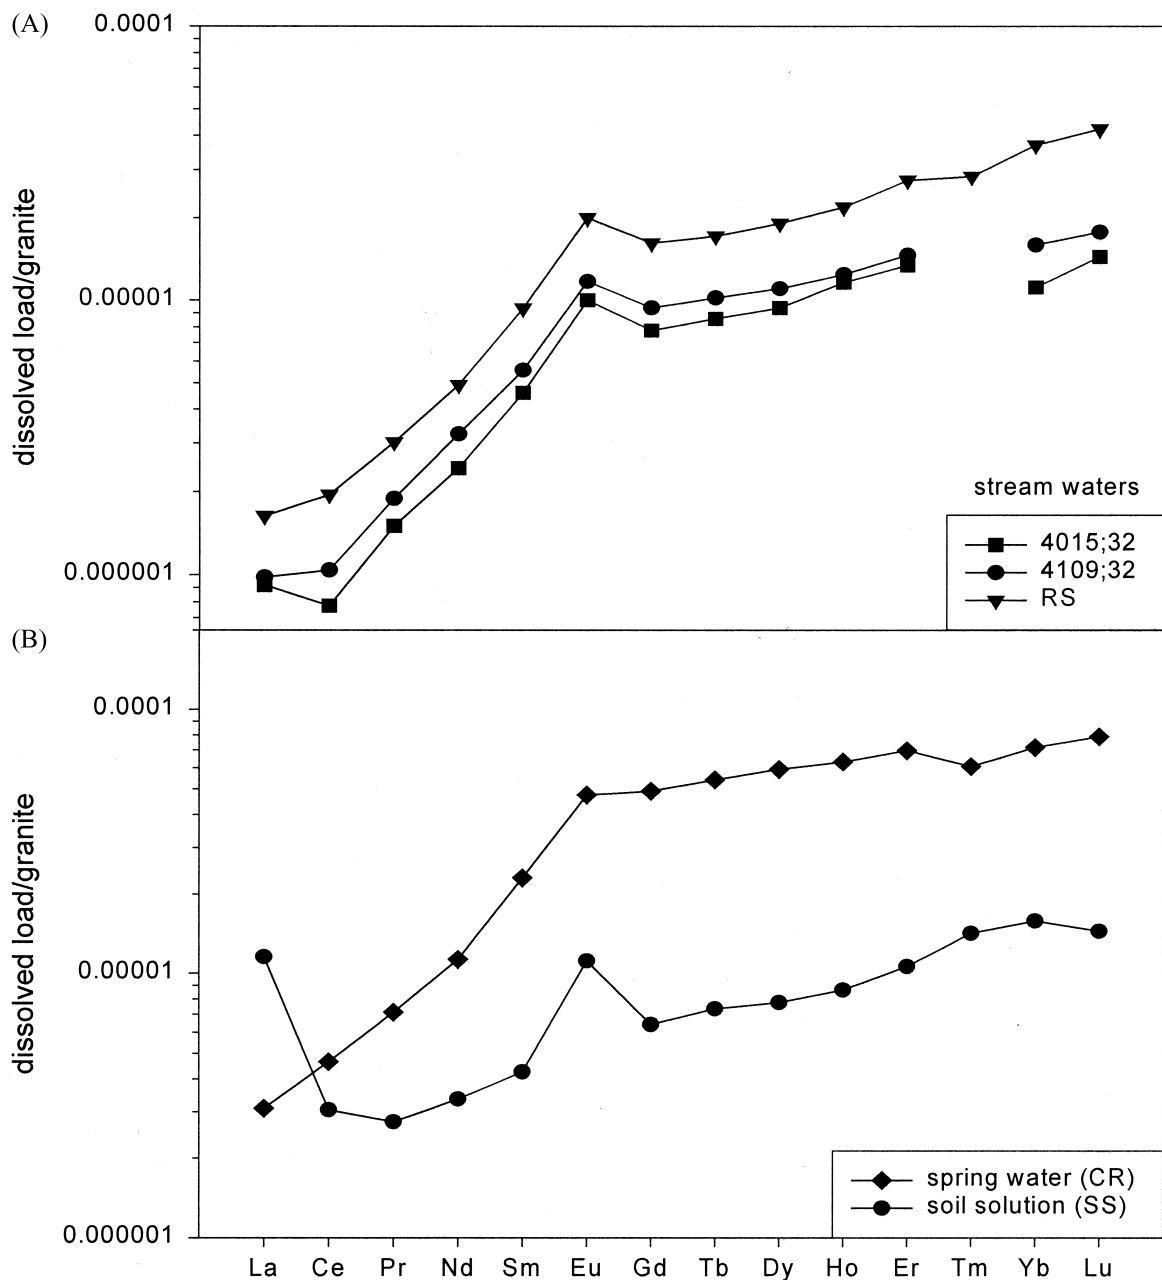 (A)
0.0001
0.00001
0.000001
dissolved load/granite
stream waters
4015;32
4109;32
RS
(B)
0.0001
0.00001
0.000001
dissolved load/granite
spring water (CR)
soil solution (SS)
La Ce Pr Nd Sm Eu Gd Tb Dy Ho Er Tm Yb Lu